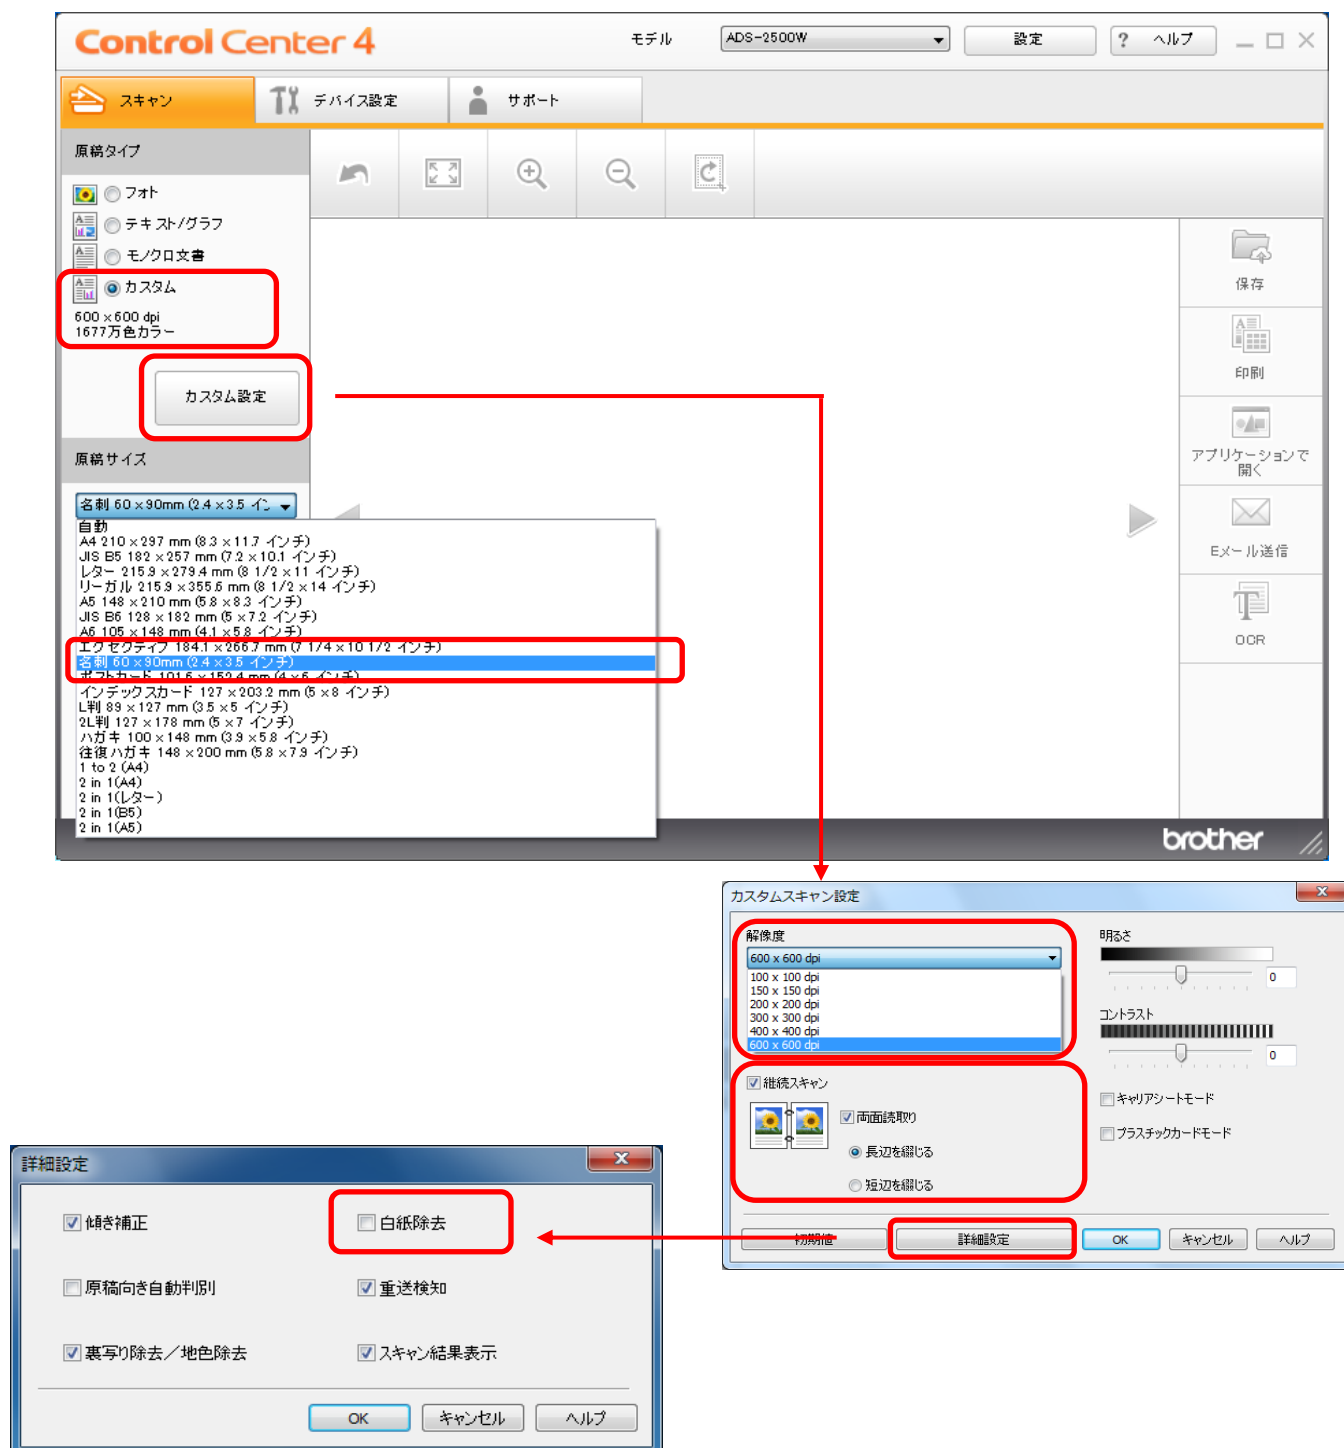 Control Center 4
モデル
ADS-2500W
設定
? ヘルプ
スキャン
デバイス設定
サポート
原稿タイプ
フォト
テキスト/グラフ
モノクロ文書
カスタム
600 x 600 dpi
1677万色カラー
カスタム設定
原稿サイズ
名刺 60 x 90mm (2.4 x 3.5 イン
自動
A4 210 x 297 mm (8.3 x 11.7 インチ)
JIS B5 182 x 257 mm (7.2 x 10.1 インチ)
レター 215.9 x 279.4 mm (8 1/2 x 11 インチ)
リーガル 215.9 x 355.6 mm (8 1/2 x 14 インチ)
A5 148 x 210 mm (5.8 x 8.3 インチ)
JIS B6 128 x 182 mm (5 x 7.2 インチ)
A6 105 x 148 mm (4.1 x 5.8 インチ)
エグゼクティブ 184.1 x 266.7 mm (7 1/4 x 10 1/2 インチ)
名刺 60 x 90mm (2.4 x 3.5 インチ)
ポストカード 101.6 x 152.4 mm (4 x 6 インチ)
インデックスカード 127 x 203.2 mm (5 x 8 インチ)
L判 89 x 127 mm (3.5 x 5 インチ)
2L判 127 x 178 mm (5 x 7 インチ)
ハガキ 100 x 148 mm (3.9 x 5.8 インチ)
往復ハガキ 148 x 200 mm (5.8 x 7.9 インチ)
1 to 2 (A4)
2 in 1(A4)
2 in 1(レター)
2 in 1(B5)
2 in 1(A5)
保存
印刷
アプリケーションで
開く
Eメール送信
OCR
brother
カスタムスキャン設定
解像度
600 x 600 dpi
100 x 100 dpi
150 x 150 dpi
200 x 200 dpi
300 x 300 dpi
400 x 400 dpi
600 x 600 dpi
明るさ
0
コントラスト
0
継続スキャン
両面読取り
長辺を綴じる
短辺を綴じる
キャリアシートモード
プラスチックカードモード
初期値
詳細設定
OK
キャンセル
ヘルプ
詳細設定
傾き補正
白紙除去
原稿向き自動判別
重送検知
裏写り除去／地色除去
スキャン結果表示
OK
キャンセル
ヘルプ